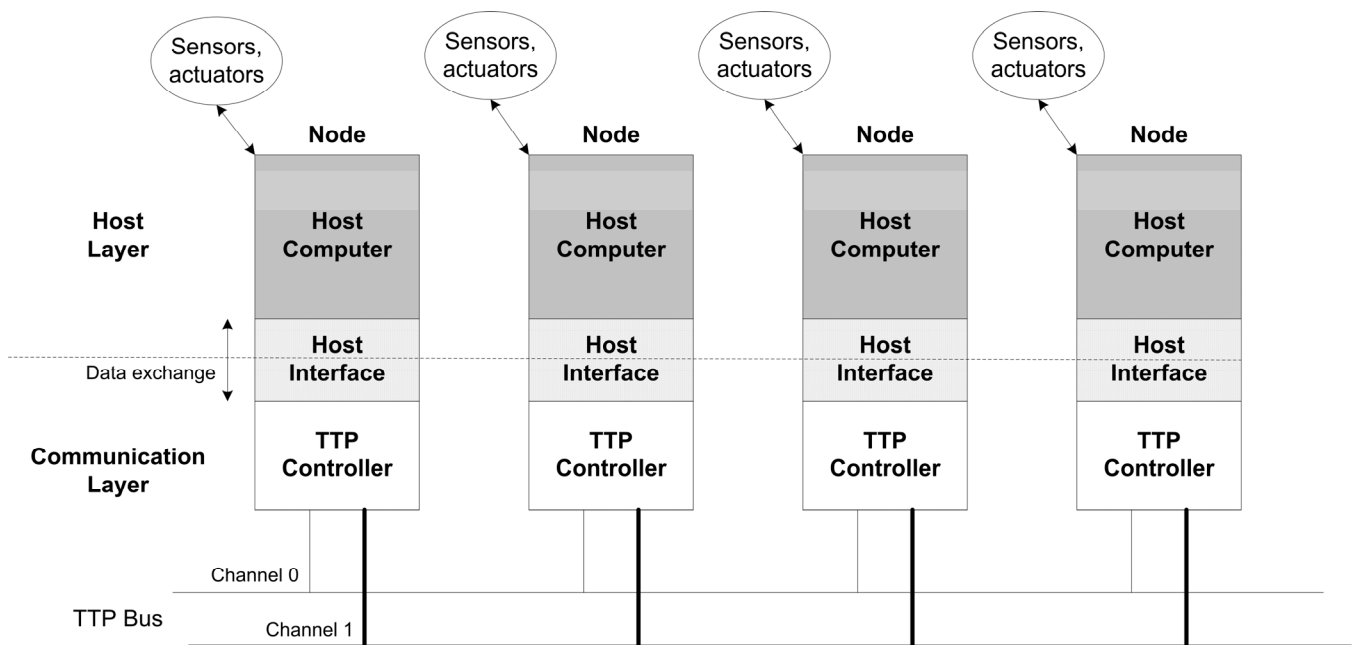 Sensors,
actuators
Sensors,
actuators
Sensors,
actuators
Sensors,
actuators
Node
Node
Node
Node
Host
Layer
Host
Computer
Host
Computer
Host
Computer
Host
Computer
Data exchange
Host
Interface
Host
Interface
Host
Interface
Host
Interface
Communication
Layer
TTP
Controller
TTP
Controller
TTP
Controller
TTP
Controller
Channel 0
TTP Bus
Channel 1